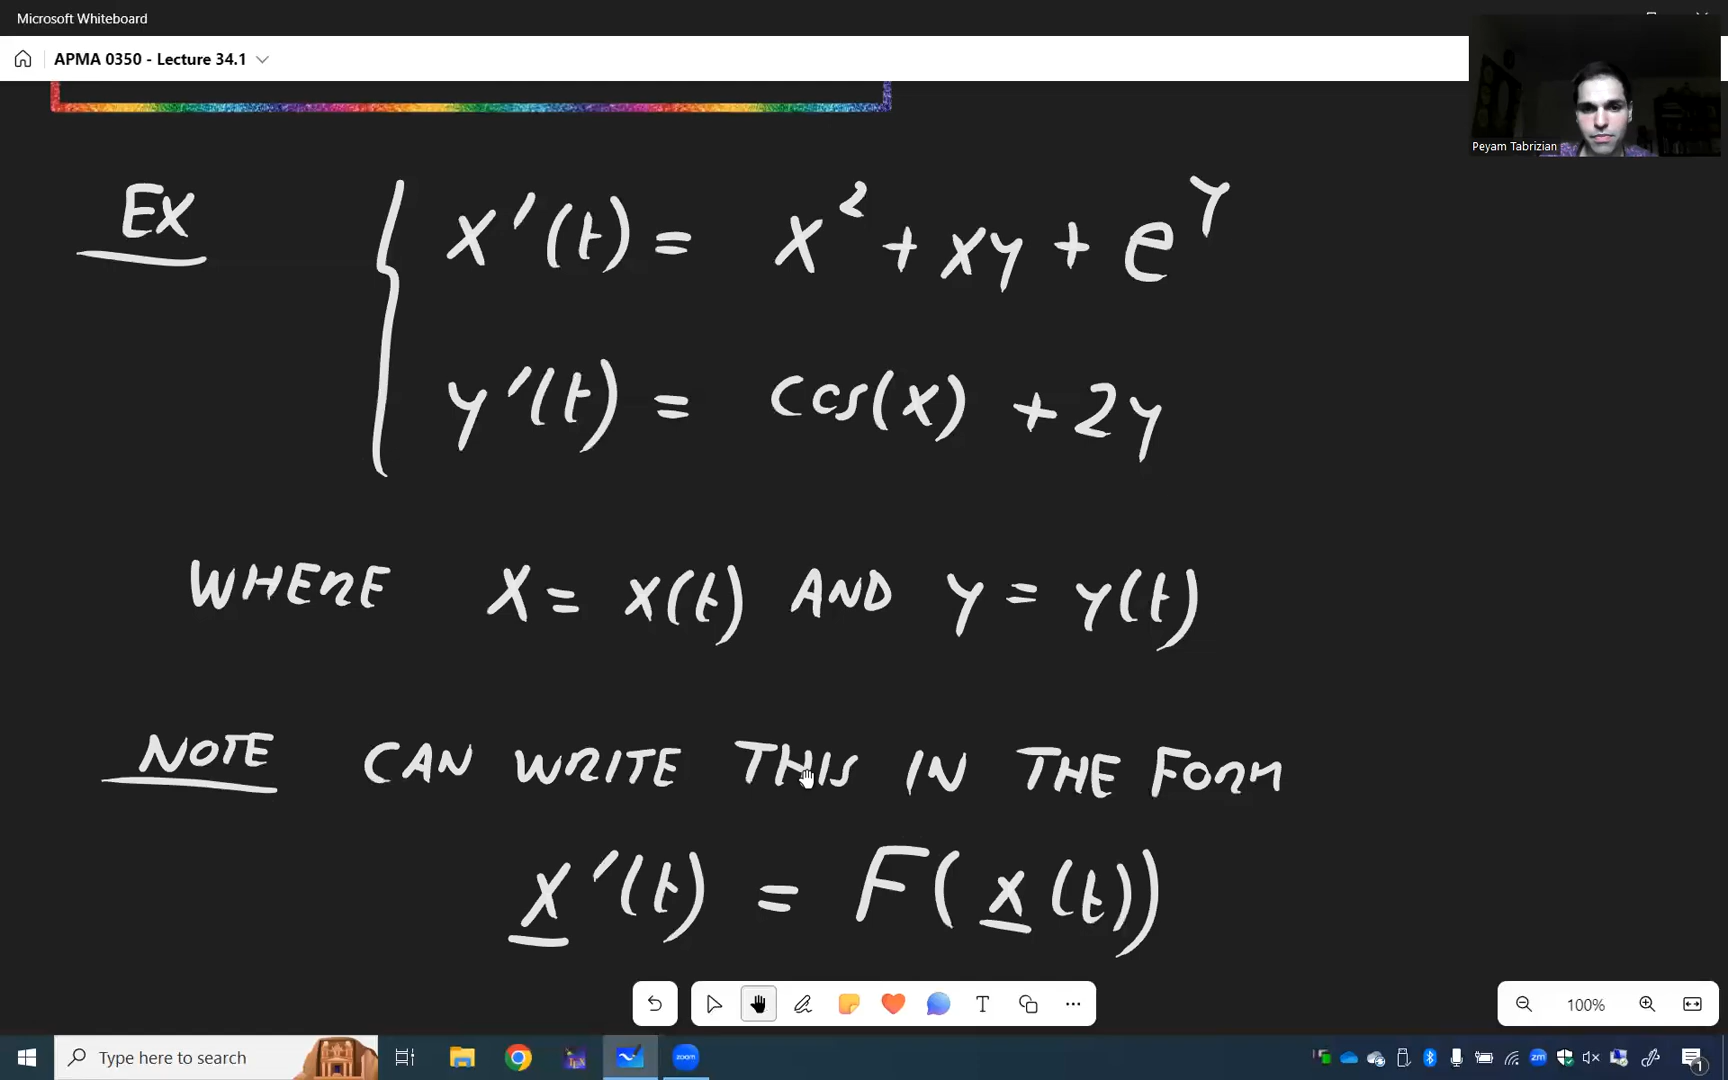 Microsoft Whiteboard
APMA 0350 - Lecture 34.1
Peyam Tabrizian
EX x'(t) = x² + xy + e^y
y'(t) = cos(x) + 2y
WHERE x = x(t) AND y = y(t)
NOTE CAN WRITE THIS IN THE FORM
x'(t) = F(x(t))
100%
Type here to search